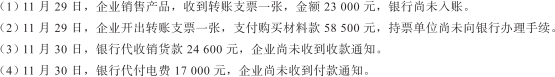 (1) 11 月 29 日，企业销售产品，收到转账支票一张，金额 23 000 元，银行尚未入账。
(2) 11 月 29 日，企业开出转账支票一张，支付购买材料款 58 500 元，持票单位尚未向银行办理手续。
(3) 11 月 30 日，银行代收销货款 24 600 元，企业尚未收到收款通知。
(4) 11 月 30 日，银行代付电费 17 000 元，企业尚未收到付款通知。